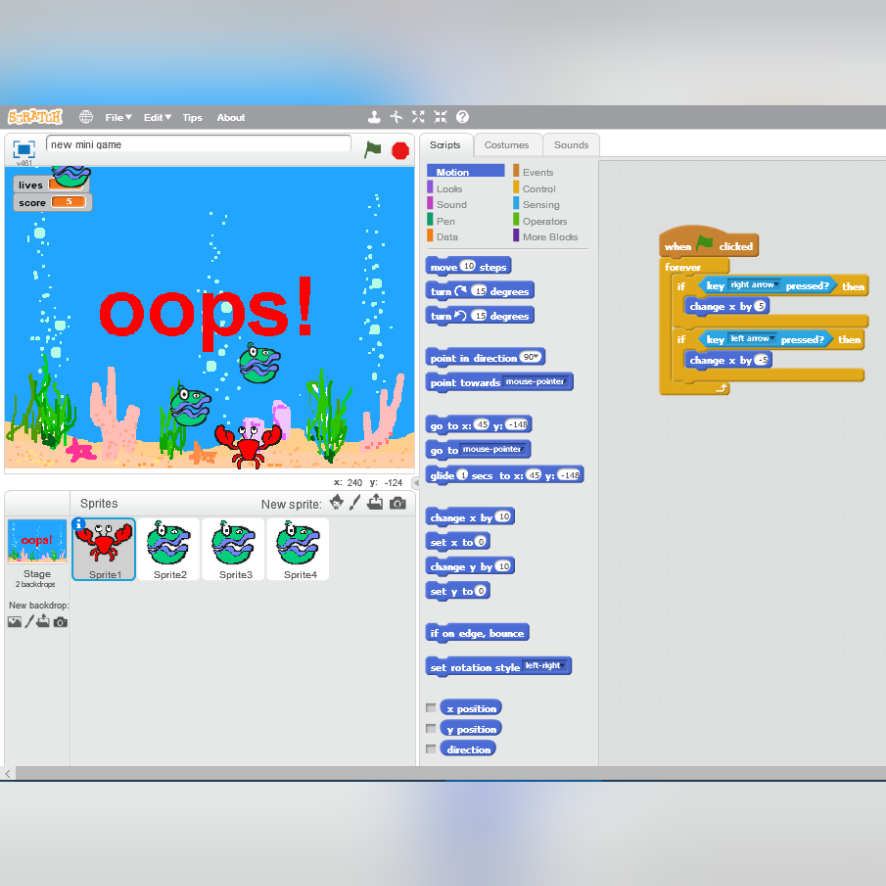 SCRATCH File Edit Tips About
new mini game
v461
lives
score 5
oops!
x: 240 y: -124
Sprites New sprite:
oops!
Stage
2 backdrops
New backdrop:
Sprite1 Sprite2 Sprite3 Sprite4
Scripts Costumes Sounds
Motion Events
Looks Control
Sound Sensing
Pen Operators
Data More Blocks
move 10 steps
turn 15 degrees
turn 15 degrees
point in direction 90
point towards mouse-pointer
go to x: 45 y: -148
go to mouse-pointer
glide 1 secs to x: 45 y: -148
change x by 10
set x to 0
change y by 10
set y to 0
if on edge, bounce
set rotation style left-right
x position
y position
direction
when clicked
forever
if key right arrow pressed? then
change x by 5
if key left arrow pressed? then
change x by -5